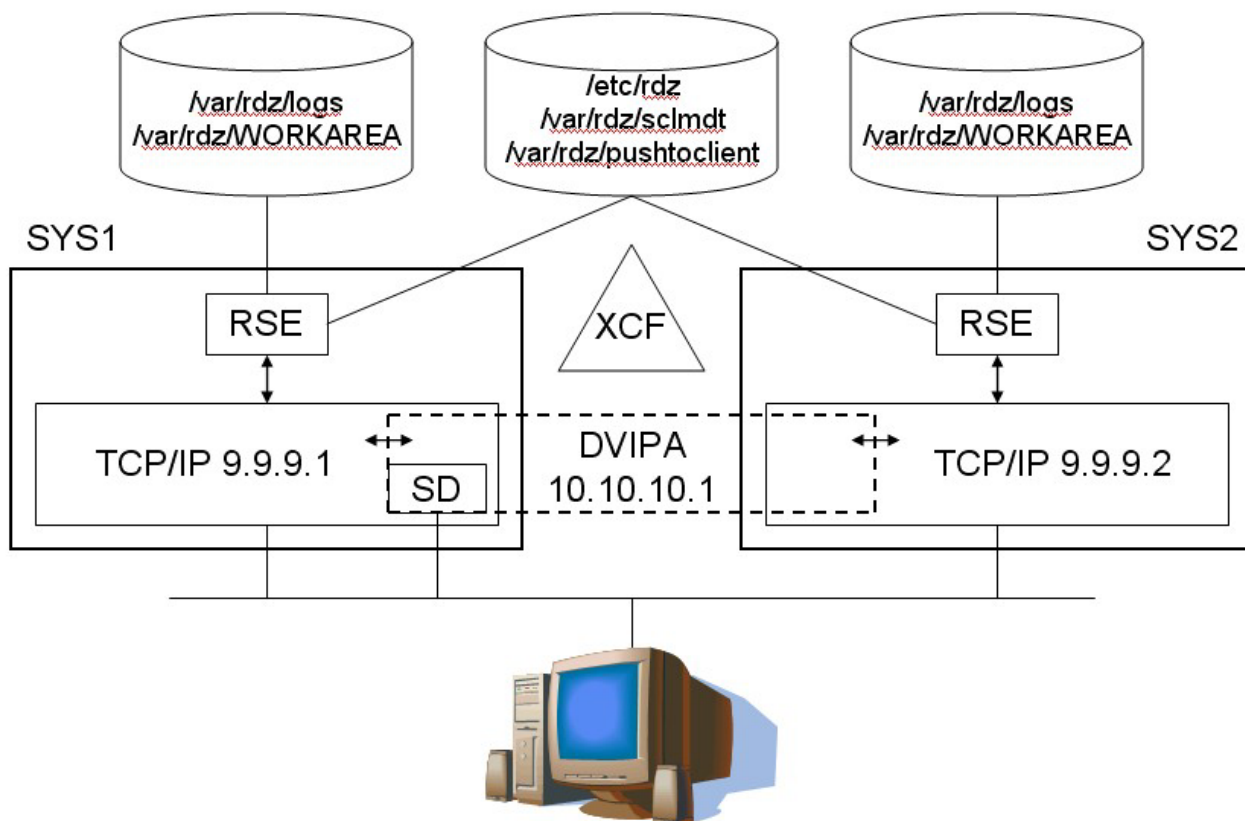 /var/rdz/logs
/var/rdz/WORKAREA
/etc/rdz
/var/rdz/sclmdt
/var/rdz/pushtoclient
/var/rdz/logs
/var/rdz/WORKAREA
SYS1
SYS2
RSE
XCF
RSE
TCP/IP 9.9.9.1
SD
DVIPA
10.10.10.1
TCP/IP 9.9.9.2